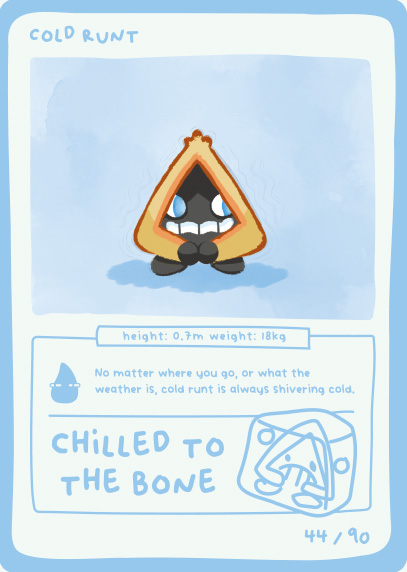 COLD RUNT
height: 0.7m weight: 18kg
No matter where you go, or what the
weather is, cold runt is always shivering cold.
CHILLED TO
THE BONE
44 / 90